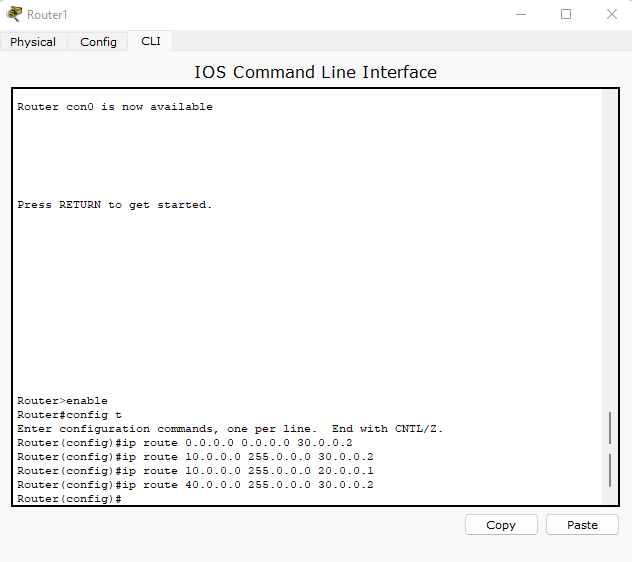 Router1
Physical Config CLI
IOS Command Line Interface
Router con0 is now available
Press RETURN to get started.
Router>enable
Router#config t
Enter configuration commands, one per line.  End with CNTL/Z.
Router(config)#ip route 0.0.0.0 0.0.0.0 30.0.0.2
Router(config)#ip route 10.0.0.0 255.0.0.0 30.0.0.2
Router(config)#ip route 10.0.0.0 255.0.0.0 20.0.0.1
Router(config)#ip route 40.0.0.0 255.0.0.0 30.0.0.2
Router(config)#
Copy Paste